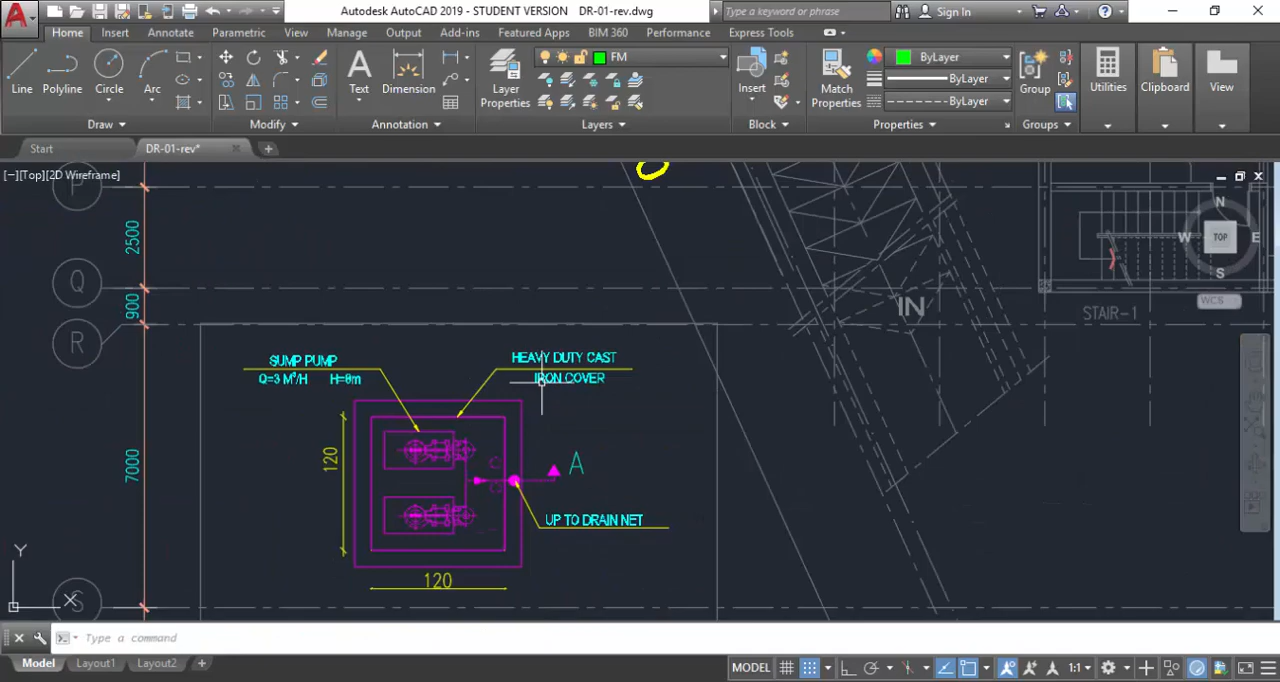 Autodesk AutoCAD 2019 - STUDENT VERSION DR-01-rev.dwg
Type a keyword or phrase
Sign In
Home Insert Annotate Parametric View Manage Output Add-ins Featured Apps BIM 360 Performance Express Tools
FM
ByLayer
ByLayer
ByLayer
Line Polyline Circle Arc
Text Dimension
Layer Properties
Insert
Match Properties
Group
Utilities
Clipboard
View
Draw Modify Annotation Layers Block Properties Groups
Start DR-01-rev*
[−][Top][2D Wireframe]
P
2500
Q
900
R
7000
S
N
W TOP E
S
WCS
IN
STAIR-1
SUMP PUMP
Q=3 M³/H H=8m
HEAVY DUTY CAST
IRON COVER
120
A
UP TO DRAIN NET
120
Y
X
Type a command
Model Layout1 Layout2
MODEL
1:1